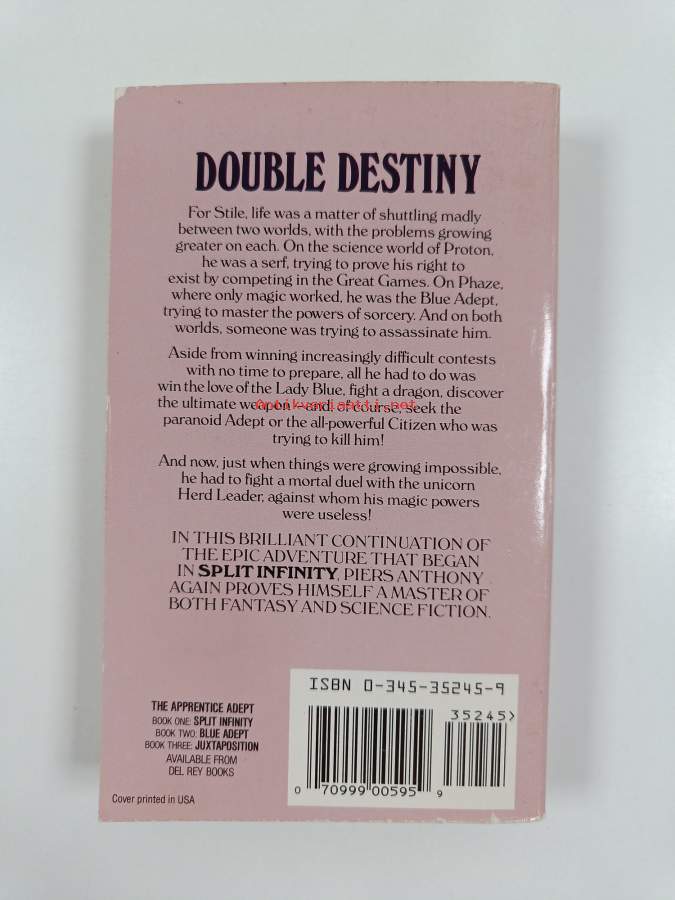 DOUBLE DESTINY
For Stile, life was a matter of shuttling madly
between two worlds, with the problems growing
greater on each. On the science world of Proton,
he was a serf, trying to prove his right to
exist by competing in the Great Games. On Phaze,
where only magic worked, he was the Blue Adept,
trying to master the powers of sorcery. And on both
worlds, someone was trying to assassinate him.
Aside from winning increasingly difficult contests
with no time to prepare, all he had to do was
win the love of the Lady Blue, fight a dragon, discover
the ultimate weapon—and, of course, seek the
Antikvariaatti.net
paranoid Adept or the all-powerful Citizen who was
trying to kill him!
And now, just when things were growing impossible,
he had to fight a mortal duel with the unicorn
Herd Leader, against whom his magic powers
were useless!
IN THIS BRILLIANT CONTINUATION OF
THE EPIC ADVENTURE THAT BEGAN
IN SPLIT INFINITY, PIERS ANTHONY
AGAIN PROVES HIMSELF A MASTER OF
BOTH FANTASY AND SCIENCE FICTION.
THE APPRENTICE ADEPT
BOOK ONE: SPLIT INFINITY
BOOK TWO: BLUE ADEPT
BOOK THREE: JUXTAPOSITION
AVAILABLE FROM
DEL REY BOOKS
Cover printed in USA
ISBN 0-345-35245-9
35245>
0 70999 00595 9